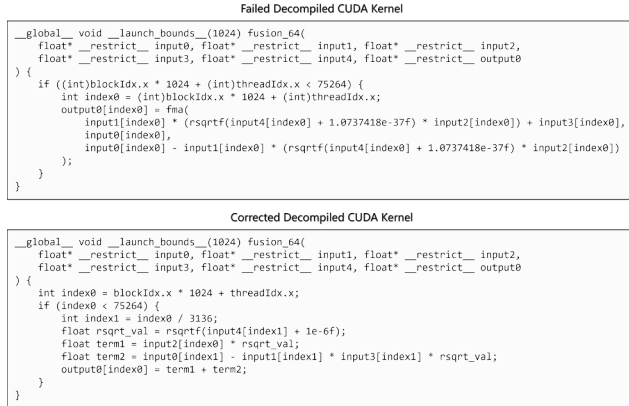 Failed Decompiled CUDA Kernel
__global__ void __launch_bounds__(1024) fusion_64(
    float* __restrict__ input0, float* __restrict__ input1, float* __restrict__ input2,
    float* __restrict__ input3, float* __restrict__ input4, float* __restrict__ output0
) {
    if ((int)blockIdx.x * 1024 + (int)threadIdx.x < 75264) {
        int index0 = (int)blockIdx.x * 1024 + (int)threadIdx.x;
        output0[index0] = fma(
            input1[index0] * (rsqrtf(input4[index0] + 1.0737418e-37f) * input2[index0]) + input3[index0],
            input0[index0],
            input0[index0] - input1[index0] * (rsqrtf(input4[index0] + 1.0737418e-37f) * input2[index0])
        );
    }
}
Corrected Decompiled CUDA Kernel
__global__ void __launch_bounds__(1024) fusion_64(
    float* __restrict__ input0, float* __restrict__ input1, float* __restrict__ input2,
    float* __restrict__ input3, float* __restrict__ input4, float* __restrict__ output0
) {
    int index0 = blockIdx.x * 1024 + threadIdx.x;
    if (index0 < 75264) {
        int index1 = index0 / 3136;
        float rsqrt_val = rsqrtf(input4[index1] + 1e-6f);
        float term1 = input2[index0] * rsqrt_val;
        float term2 = input0[index1] - input1[index1] * input3[index1] * rsqrt_val;
        output0[index0] = term1 + term2;
    }
}